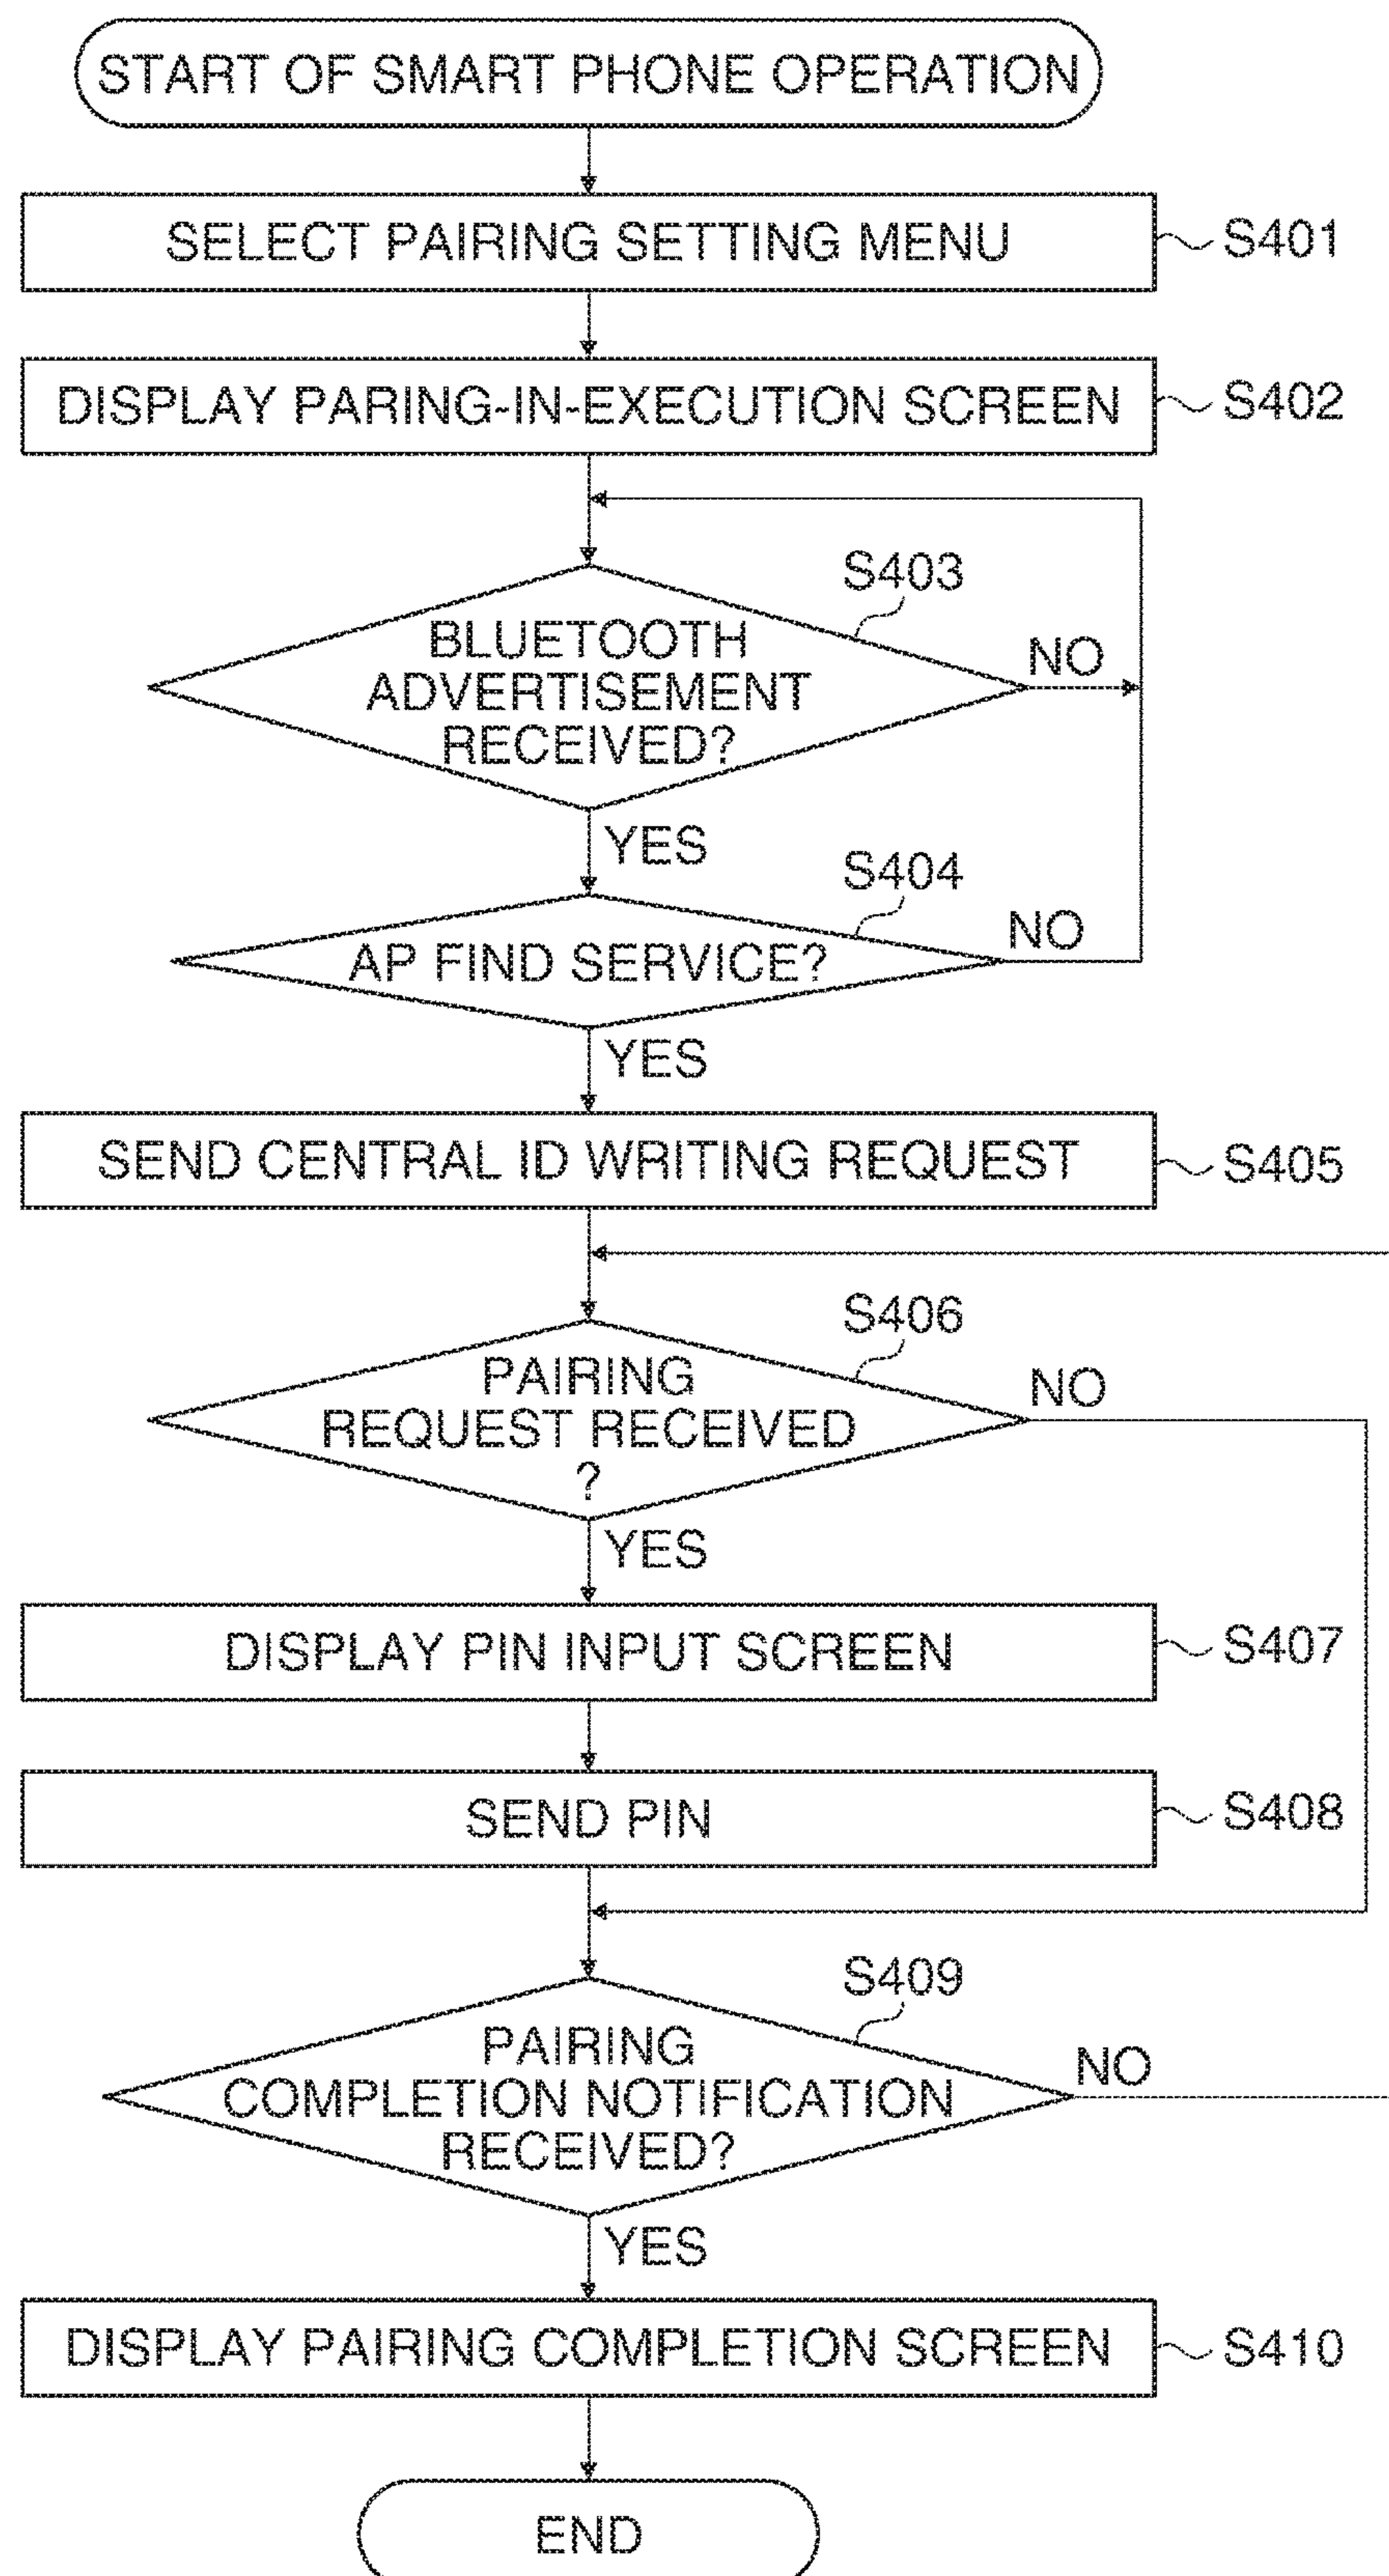 START OF SMART PHONE OPERATION
SELECT PAIRING SETTING MENU
S401
DISPLAY PARING-IN-EXECUTION SCREEN
S402
S403
BLUETOOTH
ADVERTISEMENT
RECEIVED?
NO
YES
S404
AP FIND SERVICE?
NO
YES
SEND CENTRAL ID WRITING REQUEST
S405
S406
PAIRING
REQUEST RECEIVED
?
NO
YES
DISPLAY PIN INPUT SCREEN
S407
SEND PIN
S408
S409
PAIRING
COMPLETION NOTIFICATION
RECEIVED?
NO
YES
DISPLAY PAIRING COMPLETION SCREEN
S410
END